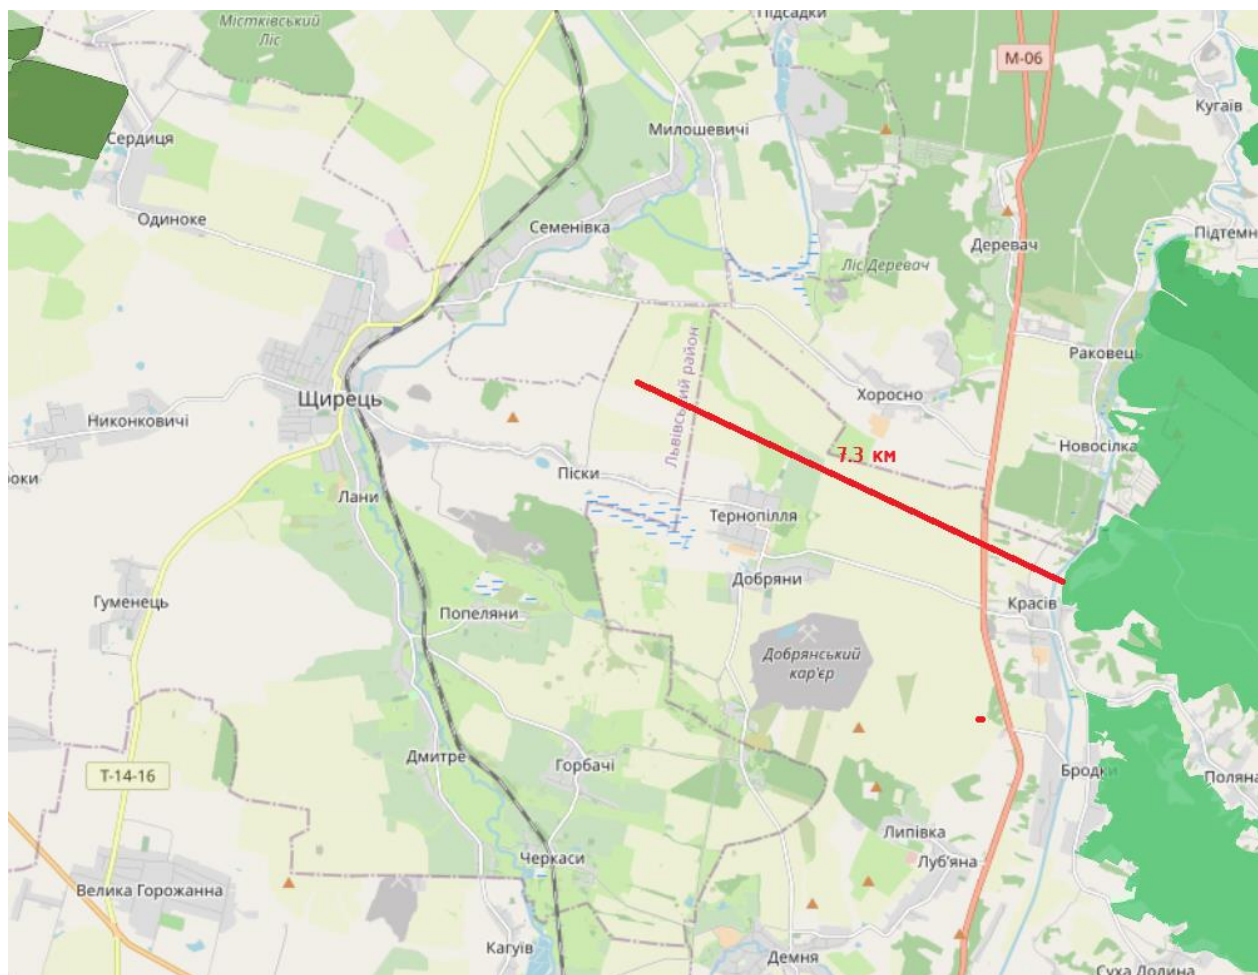 Містківський
Ліс
Підсадки
М-06
Кугаїв
Милошевичі
Сердиця
Одиноке
Семенівка
Підтемн
Деревач
Ліс Деревач
Львівський район
Раковець
Щирець
Хоросно
Никонковичі
Новосілка
7.3 км
роки
Піски
Лани
Тернопілля
Добряни
Гуменець
Попеляни
Красів
Добрянський
кар'єр
Дмитре
Горбачі
Т-14-16
Бродки
Поляна
Липівка
Луб'яна
Черкаси
Велика Горожанна
Кагуїв
Демня
Суха Долина